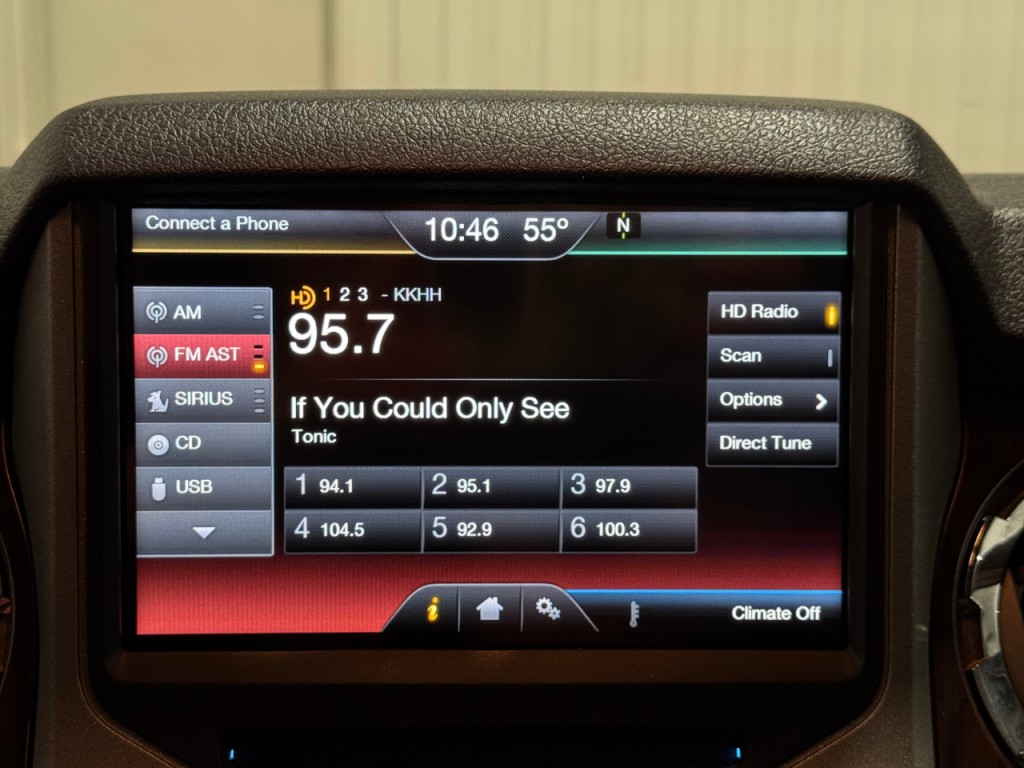 Connect a Phone
10:46 55º
N
AM
FM AST
SIRIUS
CD
USB
HD 1 2 3 - KKHH
95.7
If You Could Only See
Tonic
1 94.1 2 95.1 3 97.9
4 104.5 5 92.9 6 100.3
HD Radio
Scan
Options
Direct Tune
i
Climate Off